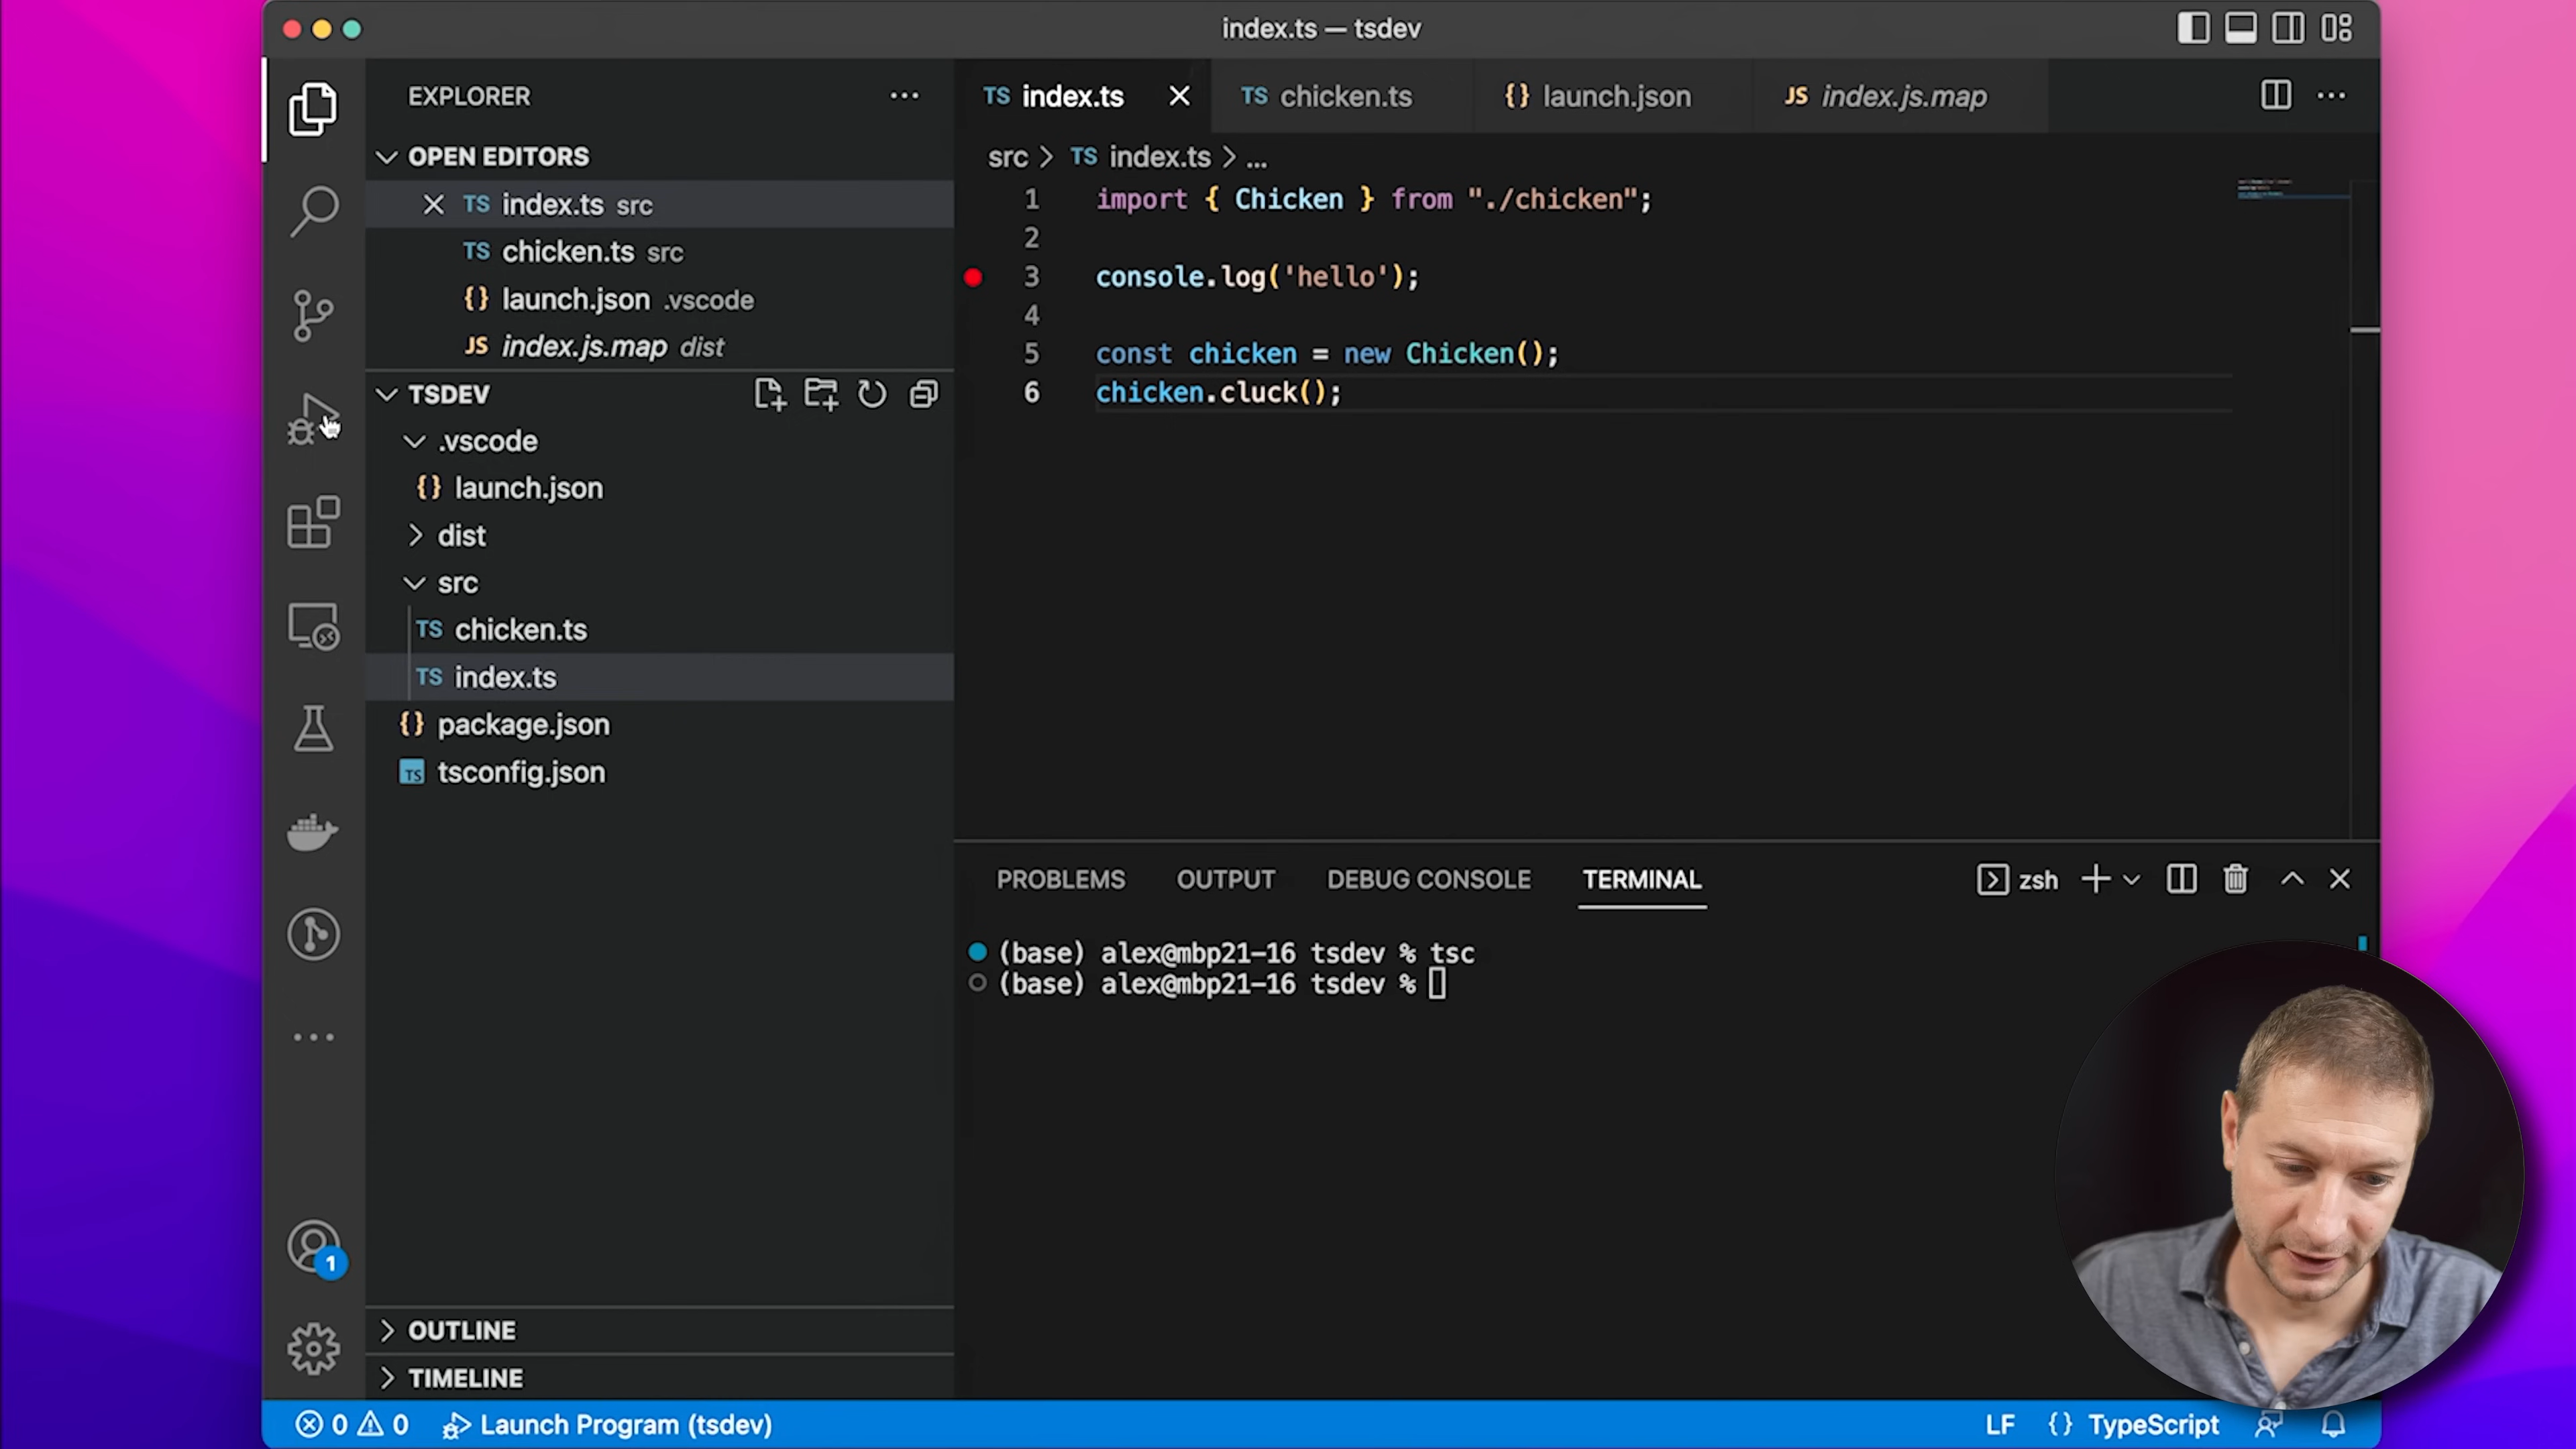 index.ts — tsdev
EXPLORER
OPEN EDITORS
TS index.ts src
TS chicken.ts src
{} launch.json .vscode
JS index.js.map dist
TSDEV
.vscode
{} launch.json
dist
src
TS chicken.ts
TS index.ts
{} package.json
TS tsconfig.json
OUTLINE
TIMELINE
TS index.ts
TS chicken.ts
{} launch.json
JS index.js.map
src > TS index.ts > ...
1 import { Chicken } from "./chicken";
2
3 console.log('hello');
4
5 const chicken = new Chicken();
6 chicken.cluck();
PROBLEMS OUTPUT DEBUG CONSOLE TERMINAL
zsh
(base) alex@mbp21-16 tsdev % tsc
(base) alex@mbp21-16 tsdev %
1
0 0 Launch Program (tsdev)
LF {} TypeScript